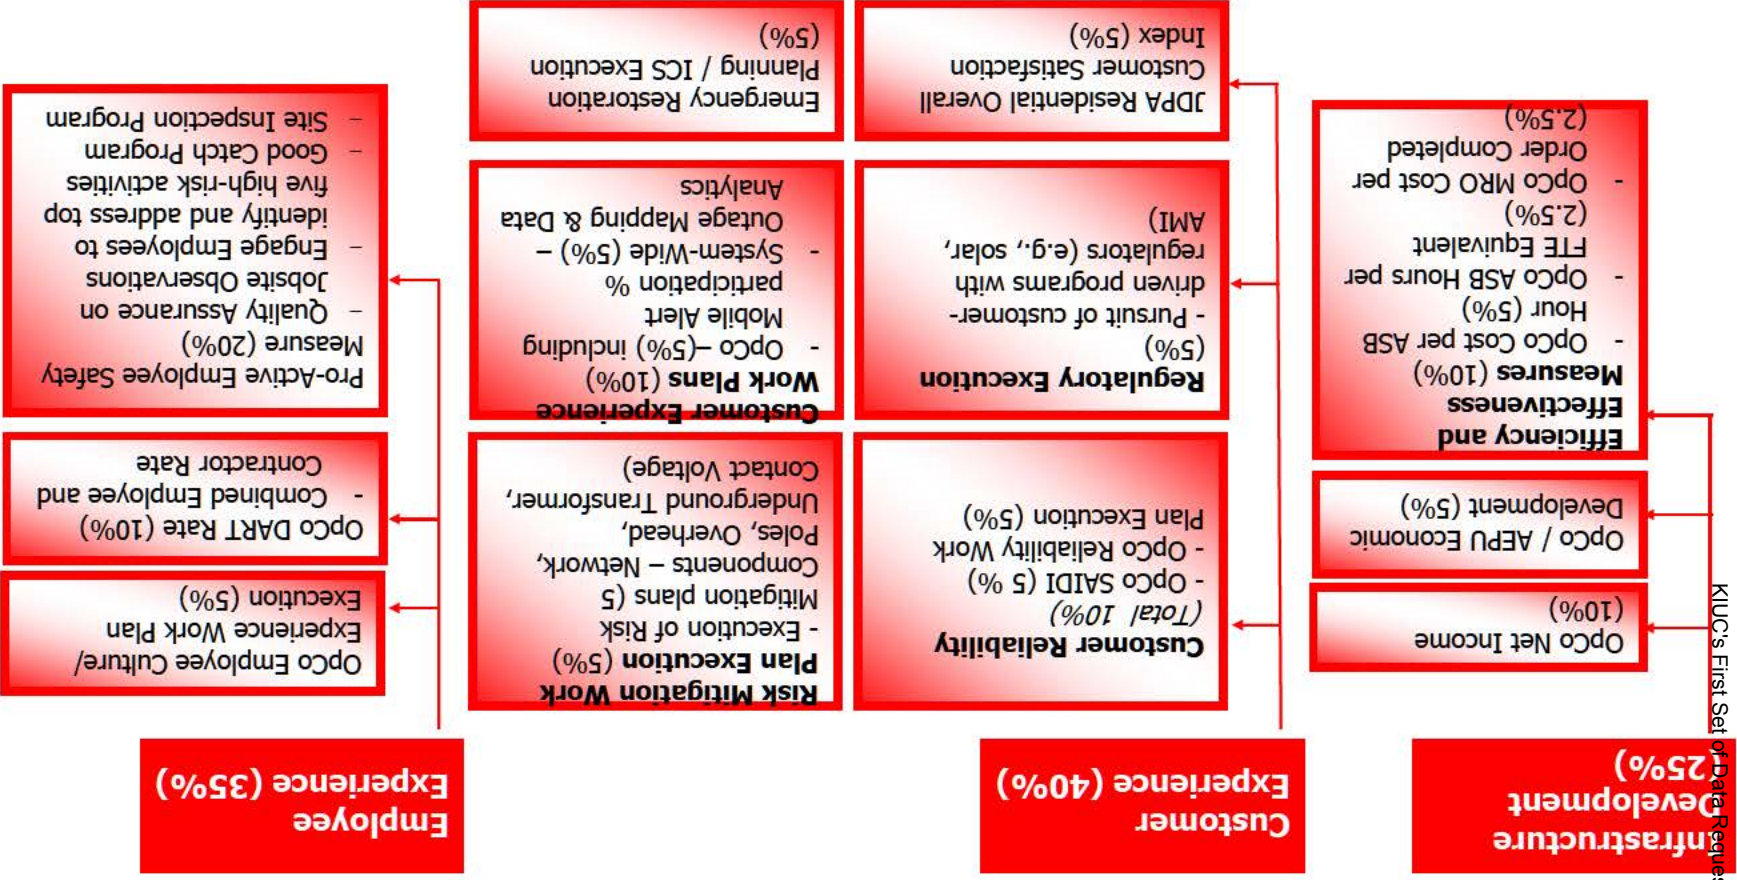 Infrastructure
Development
(25%)
OpCo Net Income
(10%)
OpCo / AEPU Economic
Development (5%)
Efficiency and
Effectiveness
Measures (10%)
- OpCo Cost per ASB
Hour (5%)
- OpCo ASB Hours per
FTE Equivalent
(2.5%)
- OpCo MRO Cost per
Order Completed
(2.5%)
Customer
Experience (40%)
Customer Reliability
(Total 10%)
- OpCo SAIDI (5 %)
- OpCo Reliability Work
Plan Execution (5%)
Regulatory Execution
(5%)
- Pursuit of customer-
driven programs with
regulators (e.g., solar,
AMI)
JDPA Residential Overall
Customer Satisfaction
Index (5%)
Risk Mitigation Work
Plan Execution (5%)
- Execution of Risk
Mitigation plans (5
Components – Network,
Poles, Overhead,
Underground Transformer,
Contact Voltage)
Customer Experience
Work Plans (10%)
- OpCo –(5%) including
Mobile Alert
participation %
- System-Wide (5%) –
Outage Mapping & Data
Analytics
Emergency Restoration
Planning / ICS Execution
(5%)
Employee
Experience (35%)
OpCo Employee Culture/
Experience Work Plan
Execution (5%)
OpCo DART Rate (10%)
- Combined Employee and
Contractor Rate
Pro-Active Employee Safety
Measure (20%)
– Quality Assurance on
Jobsite Observations
– Engage Employees to
identify and address top
five high-risk activities
– Good Catch Program
– Site Inspection Program
KIUC's First Set of Data Reques